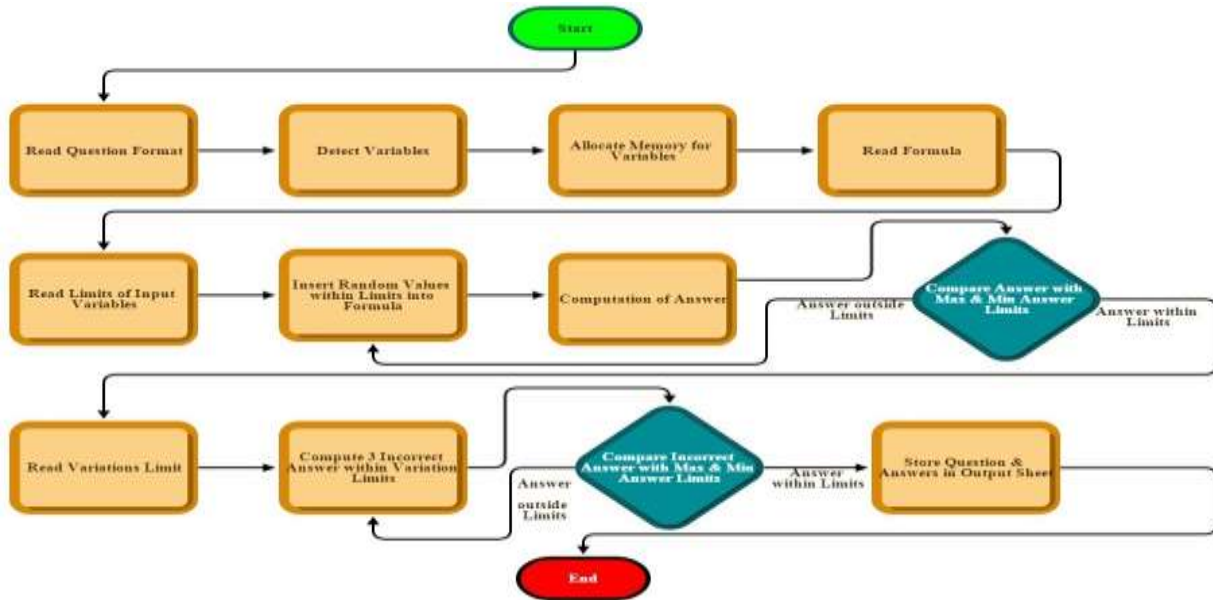 Start
Read Question Format
Detect Variables
Allocate Memory for
Variables
Read Formula
Read Limits of Input
Variables
Insert Random Values
within Limits into
Formula
Computation of Answer
Compare Answer with
Max & Min Answer
Limits
Answer outside
Limits
Answer within
Limits
Read Variations Limit
Compute 3 Incorrect
Answer within Variation
Limits
Compare Incorrect
Answer with Max & Min
Answer Limits
Answer
outside
Limits
Answer
within Limits
Store Question &
Answers in Output Sheet
End